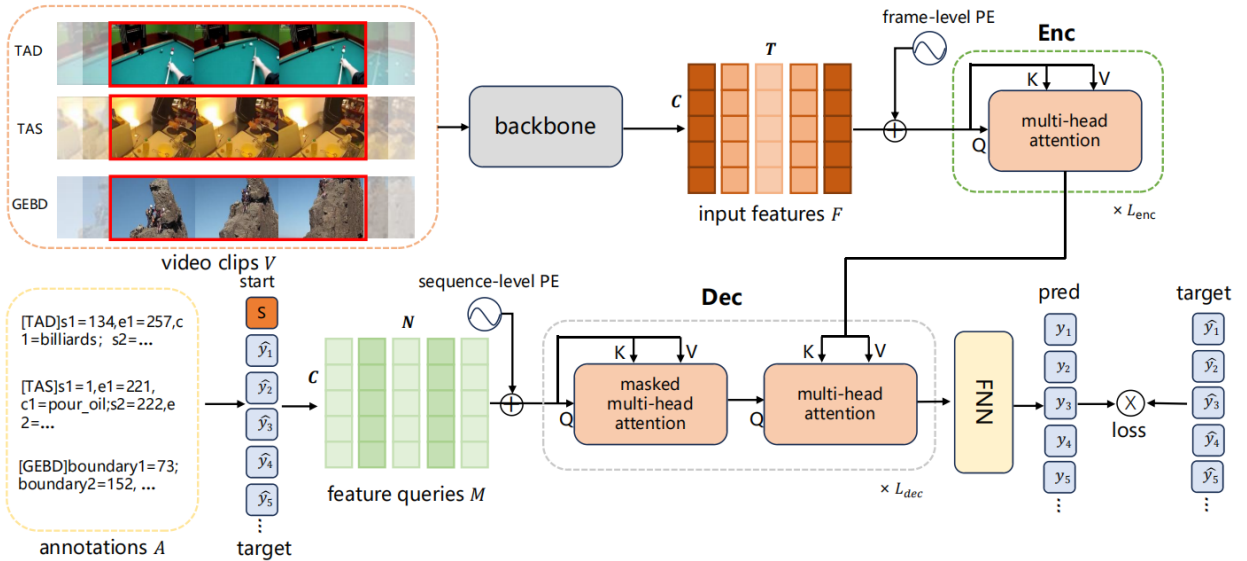 TAD
TAS
GEBD
video clips V
backbone
C
T
input features F
frame-level PE
Enc
K
V
Q
multi-head
attention
× L_enc
[TAD]s1=134,e1=257,c
1=billiards; s2=...
[TAS]s1=1,e1=221,
c1=pour_oil;s2=222,e
2=...
[GEBD]boundary1=73;
boundary2=152, ...
annotations A
start
S
ŷ1
ŷ2
ŷ3
ŷ4
ŷ5
⋮
target
C
N
feature queries M
sequence-level PE
Dec
K
V
Q
masked
multi-head
attention
K
V
Q
multi-head
attention
× L_dec
FNN
pred
y1
y2
y3
y4
y5
⋮
loss
target
ŷ1
ŷ2
ŷ3
ŷ4
ŷ5
⋮